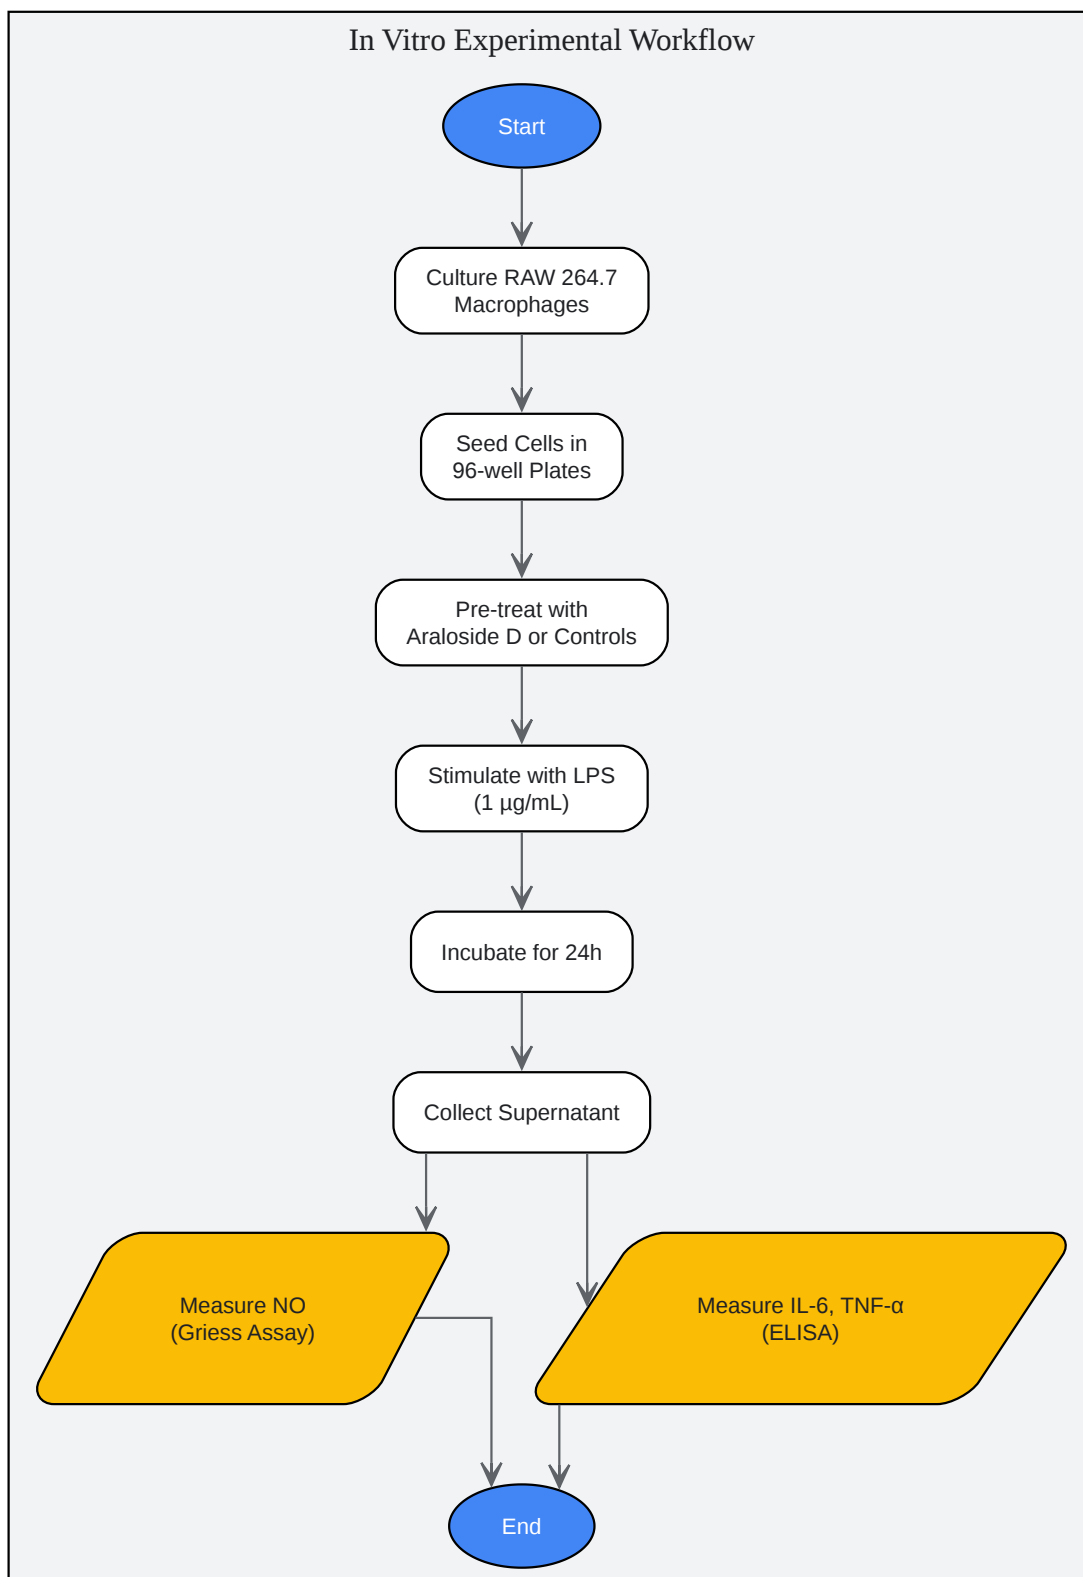 In Vitro Experimental Workflow
Start
Culture RAW 264.7
Macrophages
Seed Cells in
96-well Plates
Pre-treat with
Araloside D or Controls
Stimulate with LPS
(1 µg/mL)
Incubate for 24h
Collect Supernatant
Measure NO
(Griess Assay)
Measure IL-6, TNF-α
(ELISA)
End